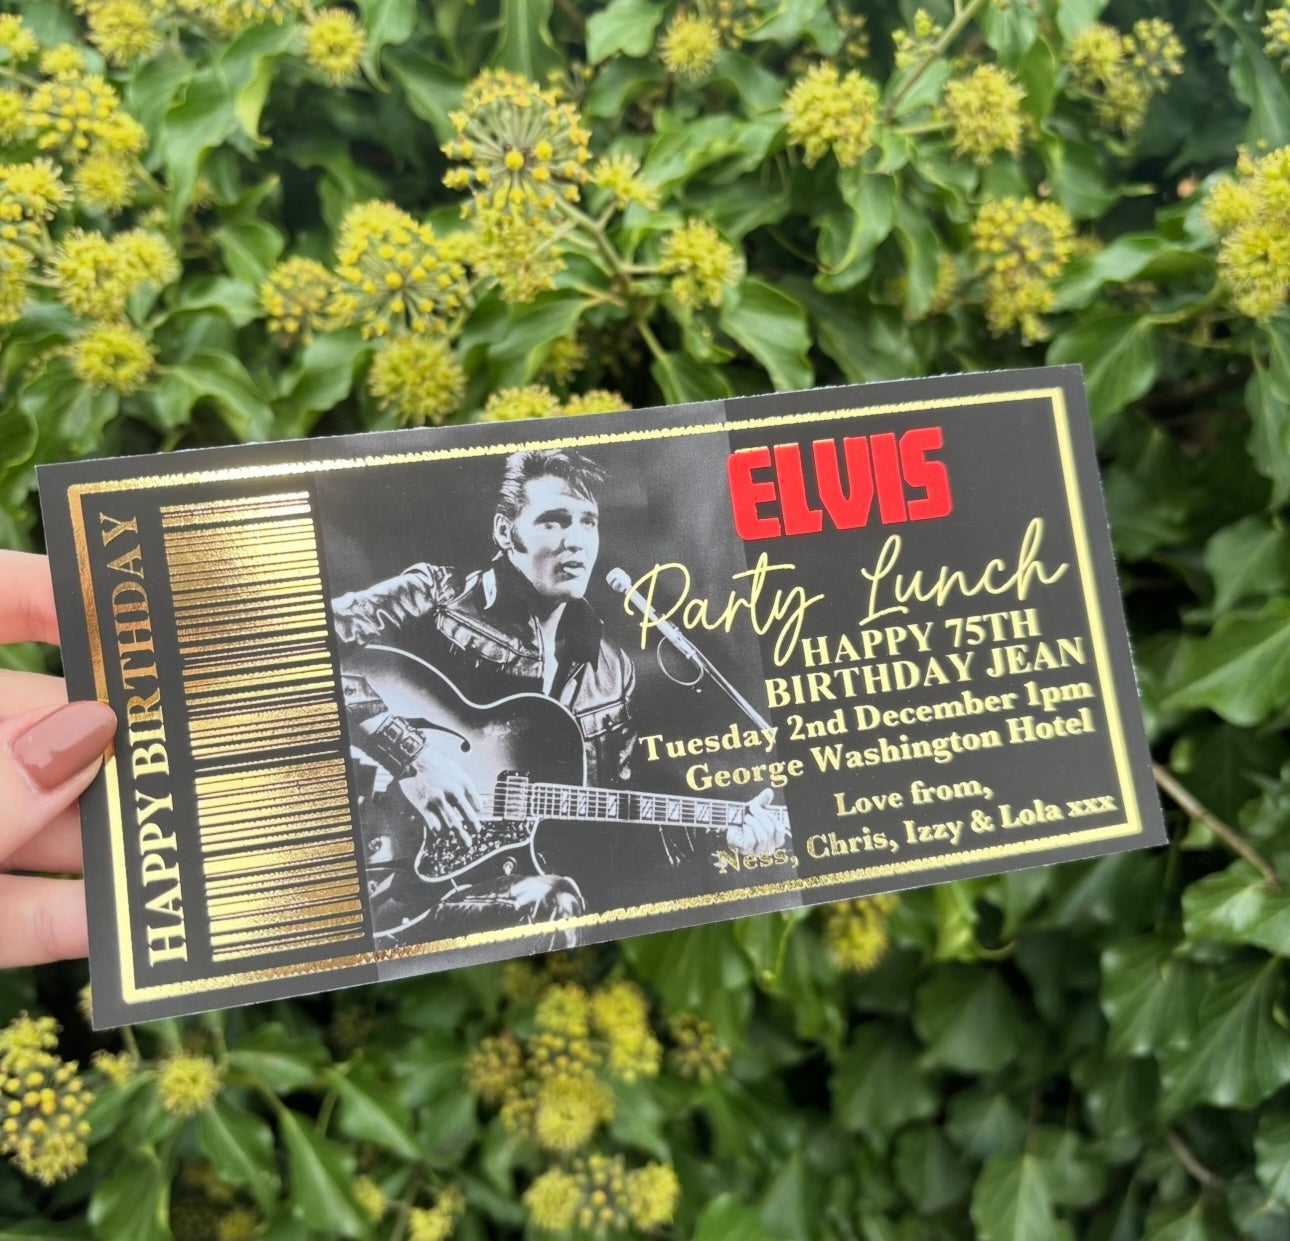 HAPPY BIRTHDAY
ELVIS
Party Lunch
HAPPY 75TH
BIRTHDAY JEAN
Tuesday 2nd December 1pm
George Washington Hotel
Love from,
Ness, Chris, Izzy & Lola xxx